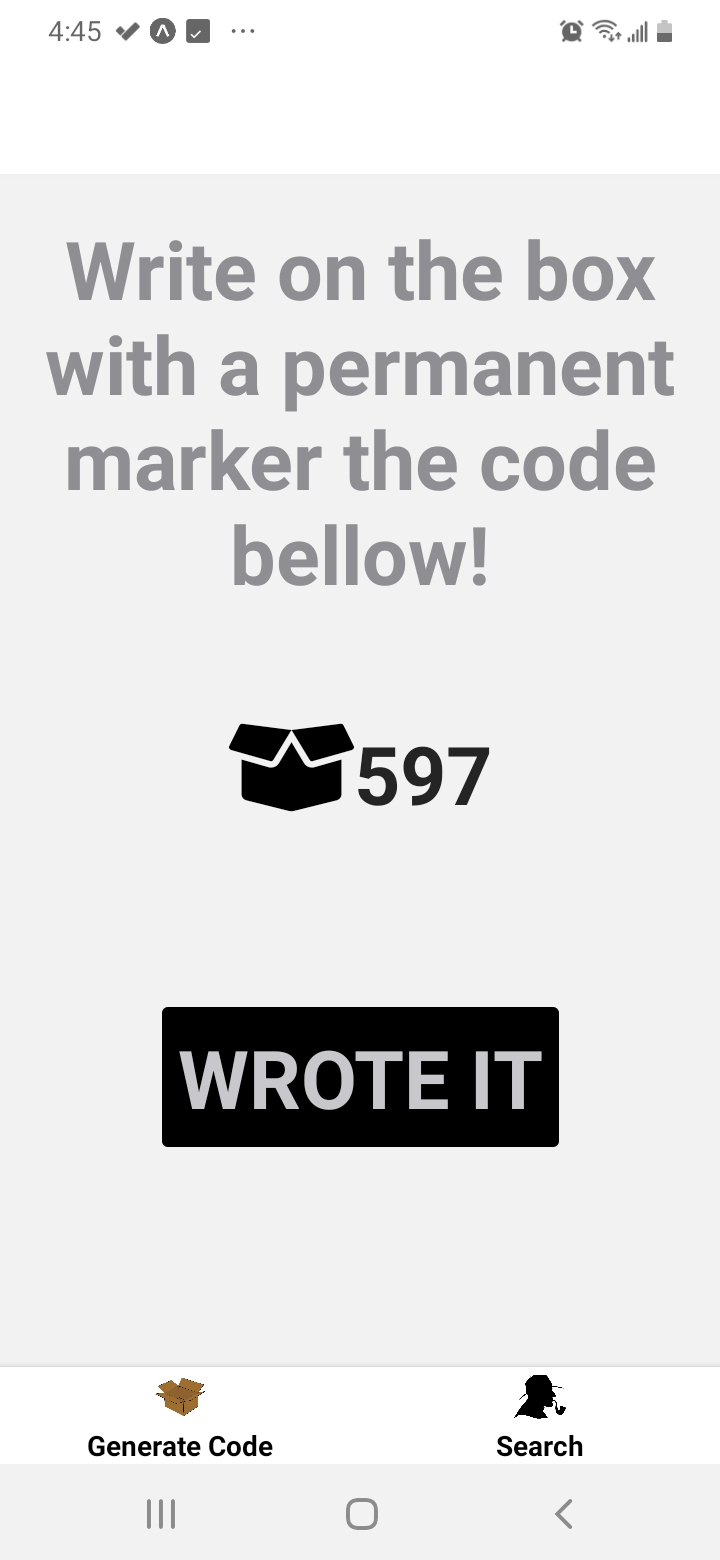 4:45
Write on the box
with a permanent
marker the code
bellow!
597
WROTE IT
Generate Code
Search